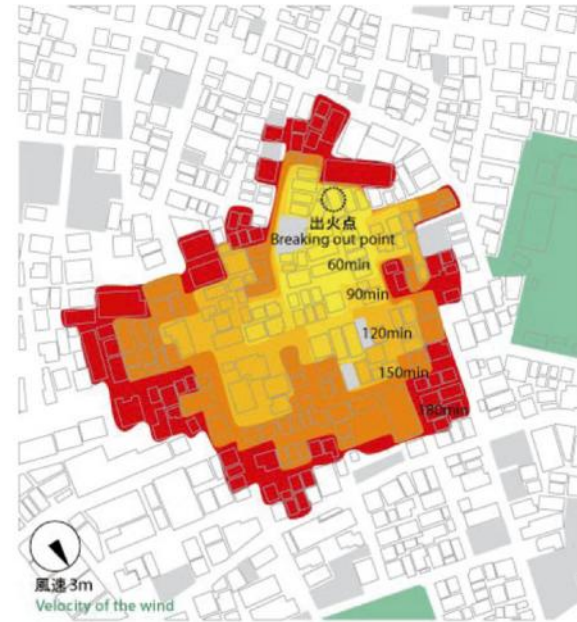 出火点
Breaking out point
60min
90min
120min
150min
180min
風速3m
Velocity of the wind